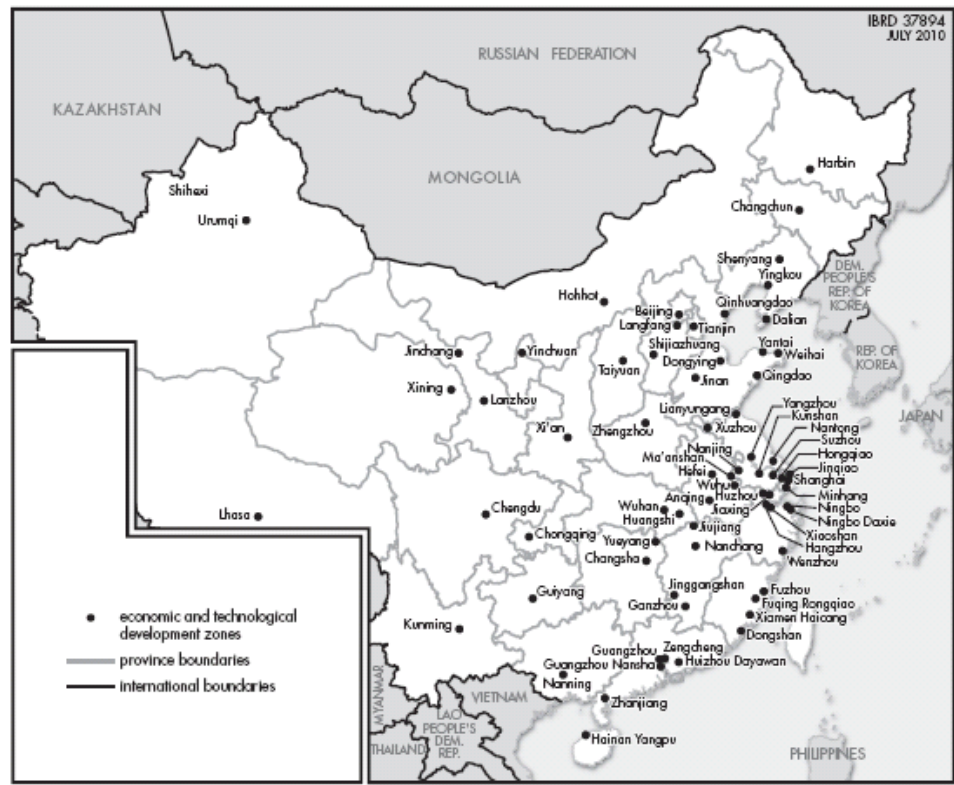 IBRD 37894
JULY 2010
RUSSIAN FEDERATION
KAZAKHSTAN
MONGOLIA
Harbin
Shihexi
Urumqi
Changchun
Shenyang
Yingkou
DEM.
PEOPLE'S
REP. OF
KOREA
Hohhot
Qinhuangdao
Beijing
Langfang
Tianjin
Dalian
Shijiazhuang
Yantai
Weihai
REP. OF
KOREA
Jinchang
Yinchuan
Taiyuan
Dongying
Jinan
Qingdao
Xining
Lanzhou
JAPAN
Lianyungang
Yangzhou
Kunshan
Xi'an
Zhengzhou
Xuzhou
Nantong
Suzhou
Nanjing
Hongqiao
Ma'anshan
Jinqiao
Hefei
Shanghai
Wuhu
Huzhou
Minhang
Anqing
Jiaxing
Ningbo
Ningbo Daxie
Wuhan
Huangshi
Chengdu
Lhasa
Jiujiang
Xiaoshan
Hangzhou
Chongqing
Yueyang
Nanchang
Wenzhou
Changsha
Guiyang
Jinggangshan
Fuzhou
Ganzhou
Fuqing Rongqiao
Xiamen Haicang
Kunming
Dongshan
Guangzhou
Zengcheng
Guangzhou Nansha
Huizhou Dayawan
Nanning
Zhanjiang
Hainan Yangpu
MYANMAR
VIETNAM
LAO
PEOPLE'S
DEM.
REP.
THAILAND
PHILIPPINES
economic and technological
development zones
province boundaries
international boundaries